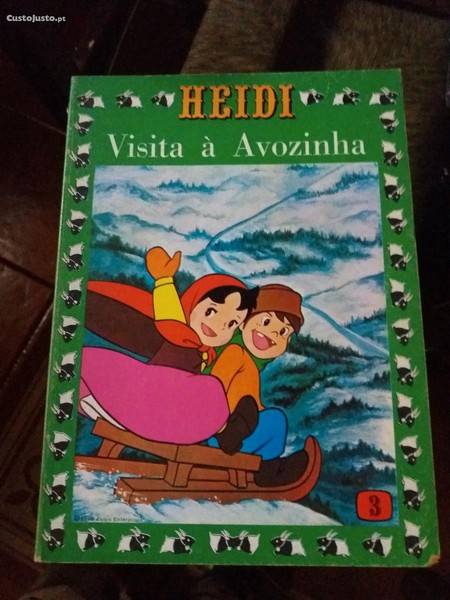 CustoJusto.pt
HEIDI
Visita à Avozinha
3